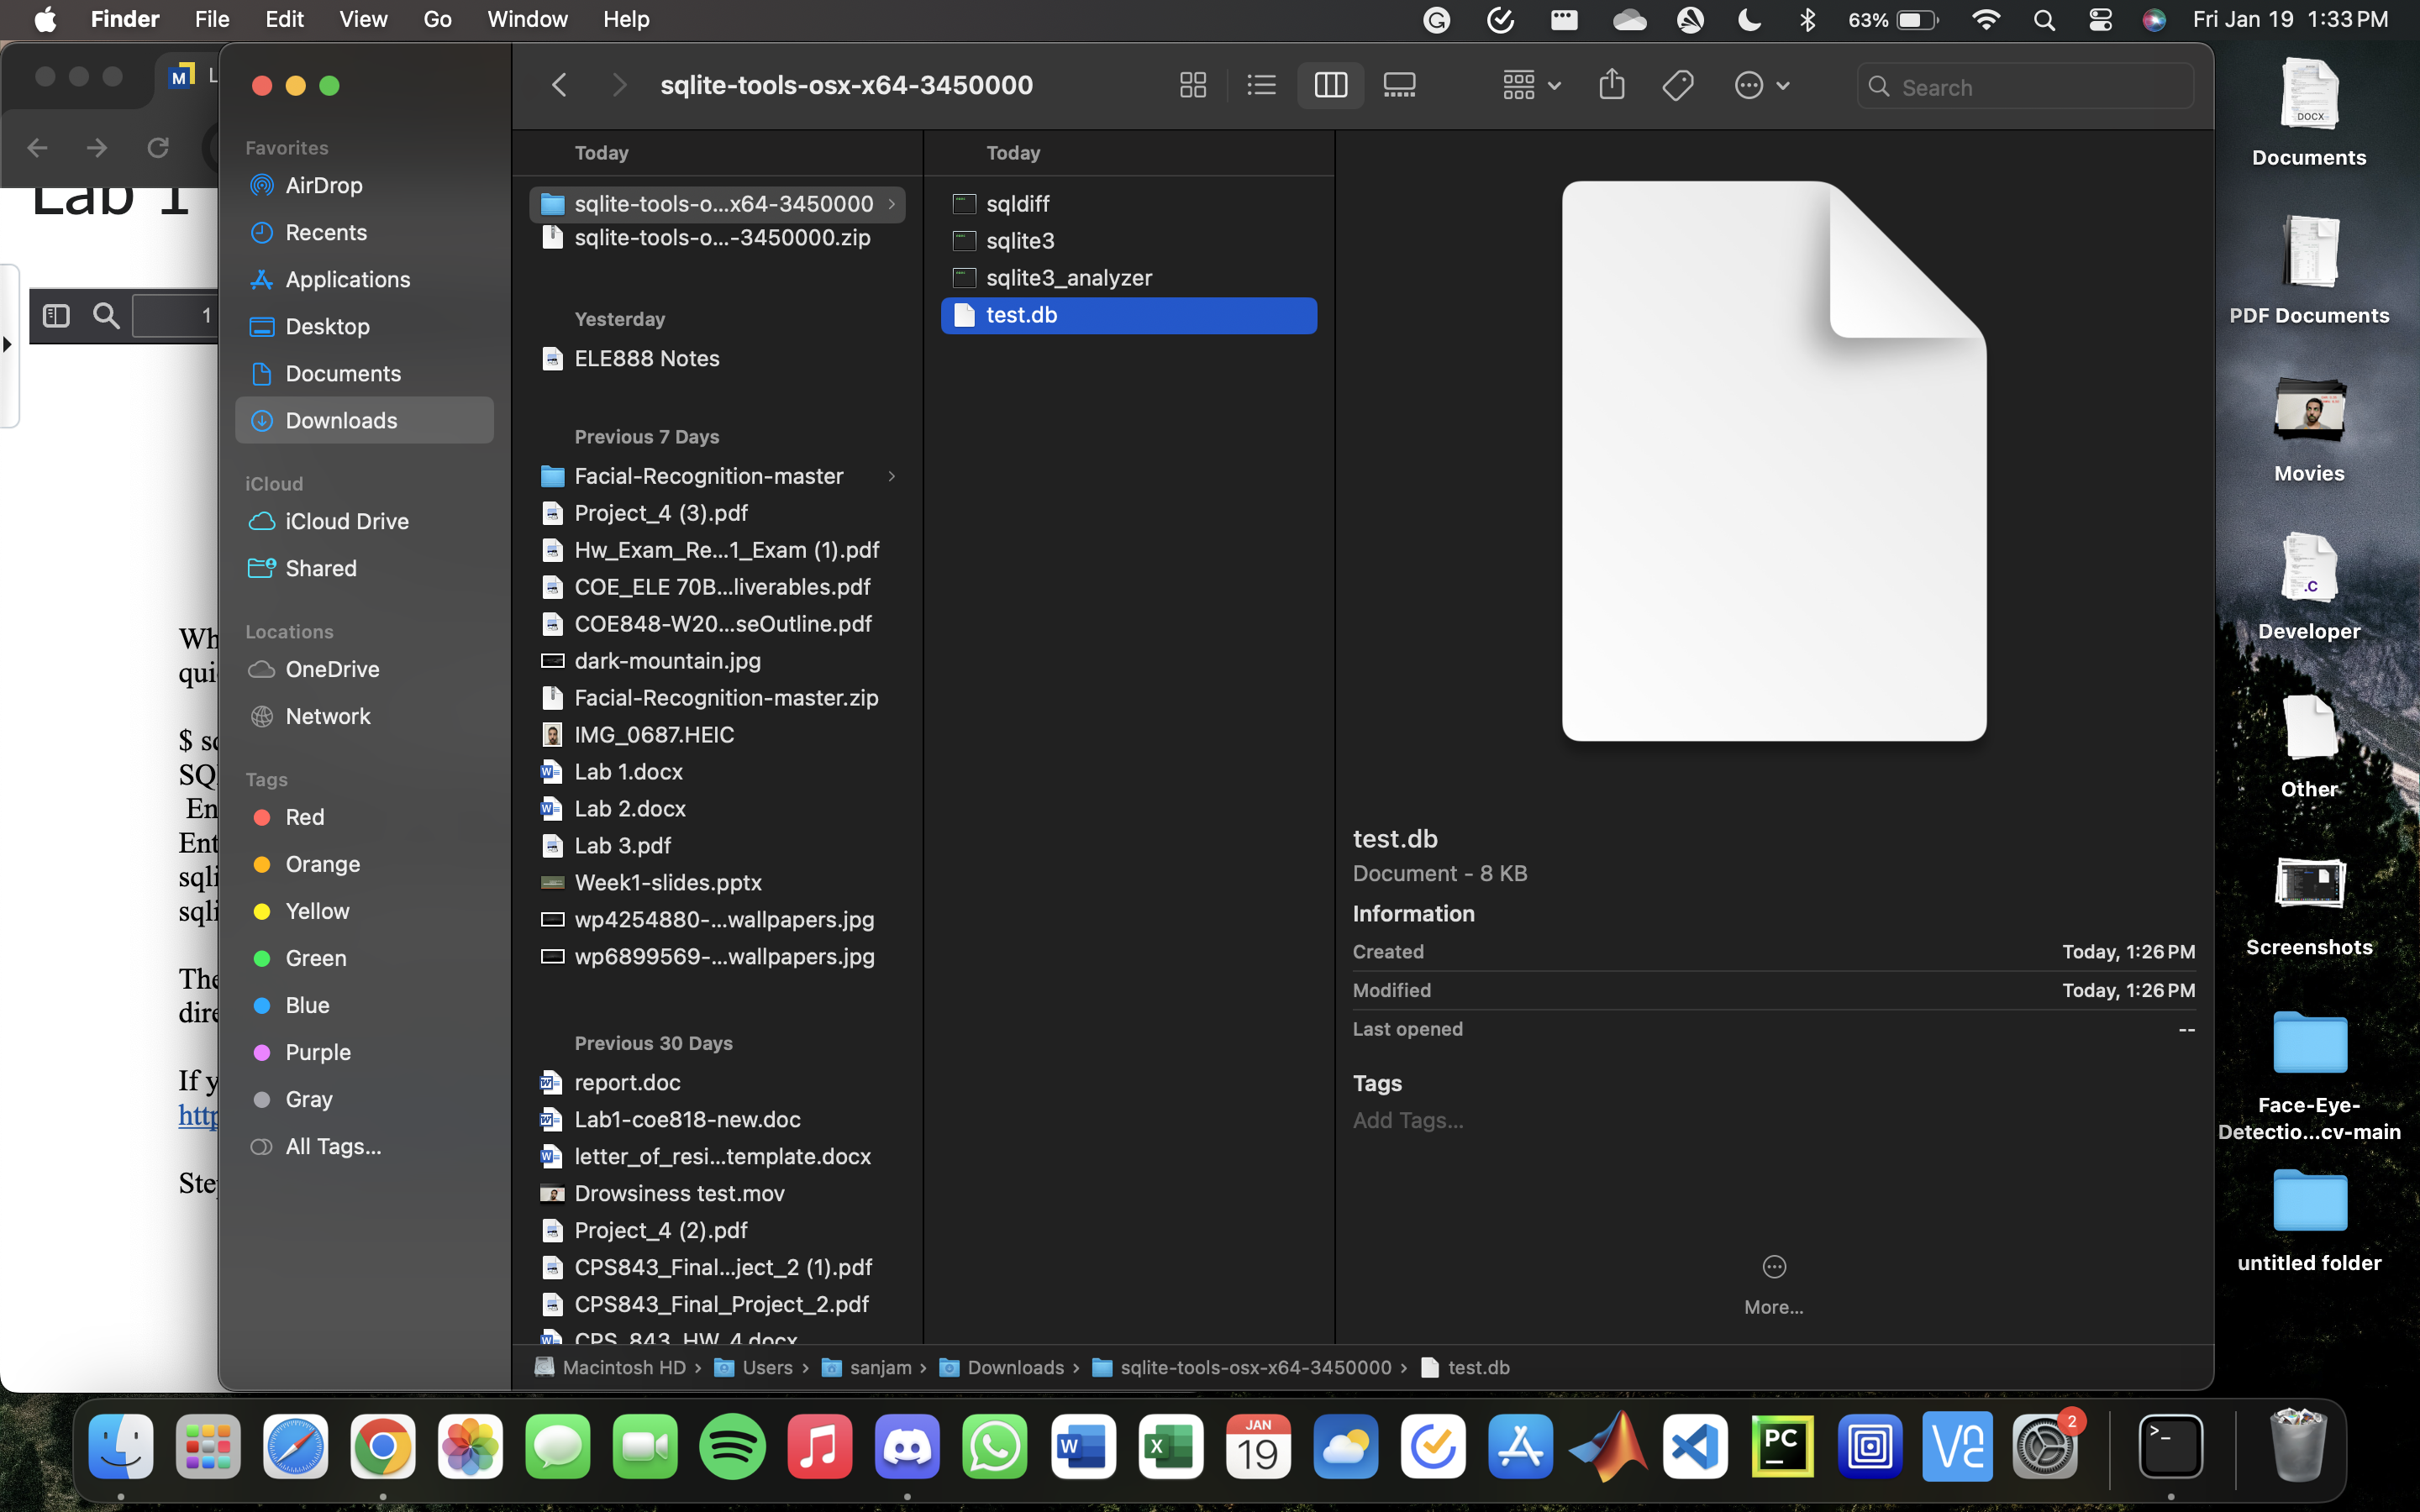 Finder File Edit View Go Window Help
63% Fri Jan 19 1:33 PM
M L
sqlite-tools-osx-x64-3450000
Search
Lab 1
1
$
SQ
En
Ent
sqli
sqli
The
dire
If y
http
Favorites
AirDrop
Recents
Applications
Desktop
Documents
Downloads
iCloud
iCloud Drive
Shared
Locations
OneDrive
Network
Tags
Red
Orange
Yellow
Green
Blue
Purple
Gray
All Tags...
Today
sqlite-tools-o...x64-3450000
sqlite-tools-o...-3450000.zip
Yesterday
ELE888 Notes
Previous 7 Days
Facial-Recognition-master
Project_4 (3).pdf
Hw_Exam_Re...1_Exam (1).pdf
COE_ELE 70B...liverables.pdf
COE848-W20...seOutline.pdf
dark-mountain.jpg
Facial-Recognition-master.zip
IMG_0687.HEIC
Lab 1.docx
Lab 2.docx
Lab 3.pdf
Week1-slides.pptx
wp4254880-...wallpapers.jpg
wp6899569-...wallpapers.jpg
Previous 30 Days
report.doc
Lab1-coe818-new.doc
letter_of_resi...template.docx
Drowsiness test.mov
Project_4 (2).pdf
CPS843_Final...ject_2 (1).pdf
CPS843_Final_Project_2.pdf
CPS_843_HW_4.docx
Today
sqldiff
sqlite3
sqlite3_analyzer
test.db
test.db
Document - 8 KB
Information
Created Today, 1:26 PM
Modified Today, 1:26 PM
Last opened --
Tags
Add Tags...
More...
Macintosh HD › Users › sanjam › Downloads › sqlite-tools-osx-x64-3450000 › test.db
DOCX
Documents
PDF Documents
Movies
.C
Developer
Other
Screenshots
Face-Eye-
Detectio...cv-main
untitled folder
W
X
JAN
19
PC
2
>_